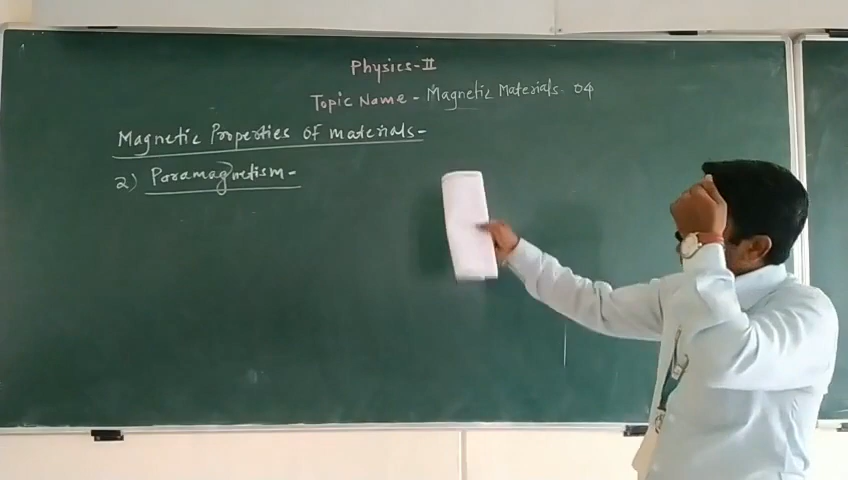 Physics-II
Topic Name - Magnetic Materials - 04
Magnetic Properties of materials-
2) Paramagnetism-